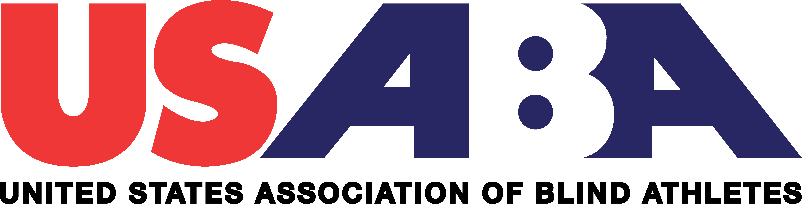 USABA
UNITED STATES ASSOCIATION OF BLIND ATHLETES